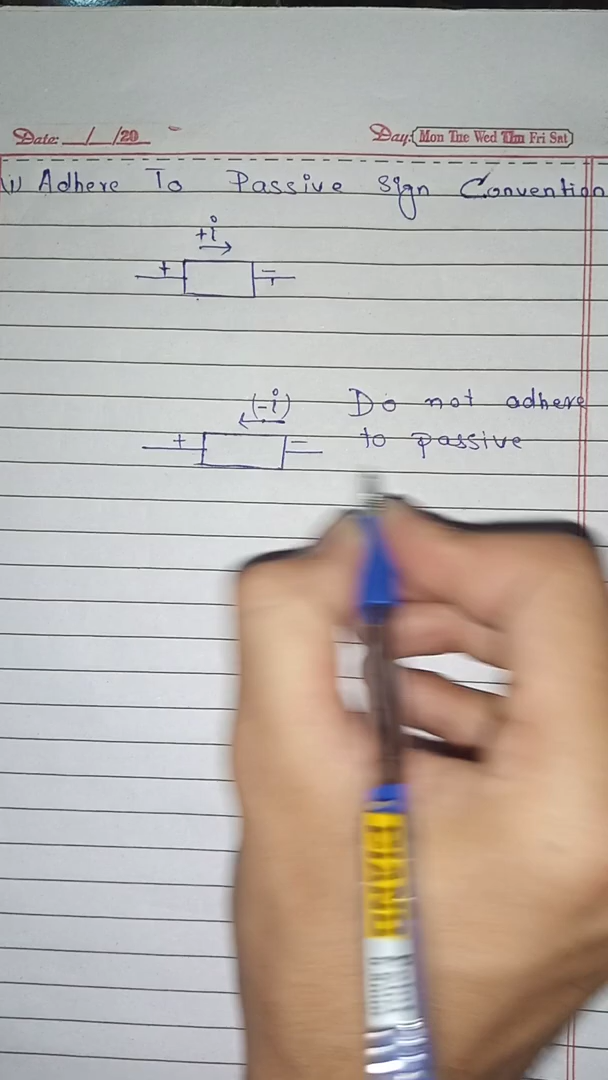 Date: / /20
Day: Mon Tue Wed Thu Fri Sat
1) Adhere To Passive Sign Convention
+i
→
+ -
(-i)
←
+ -
Do not adhere
to passive